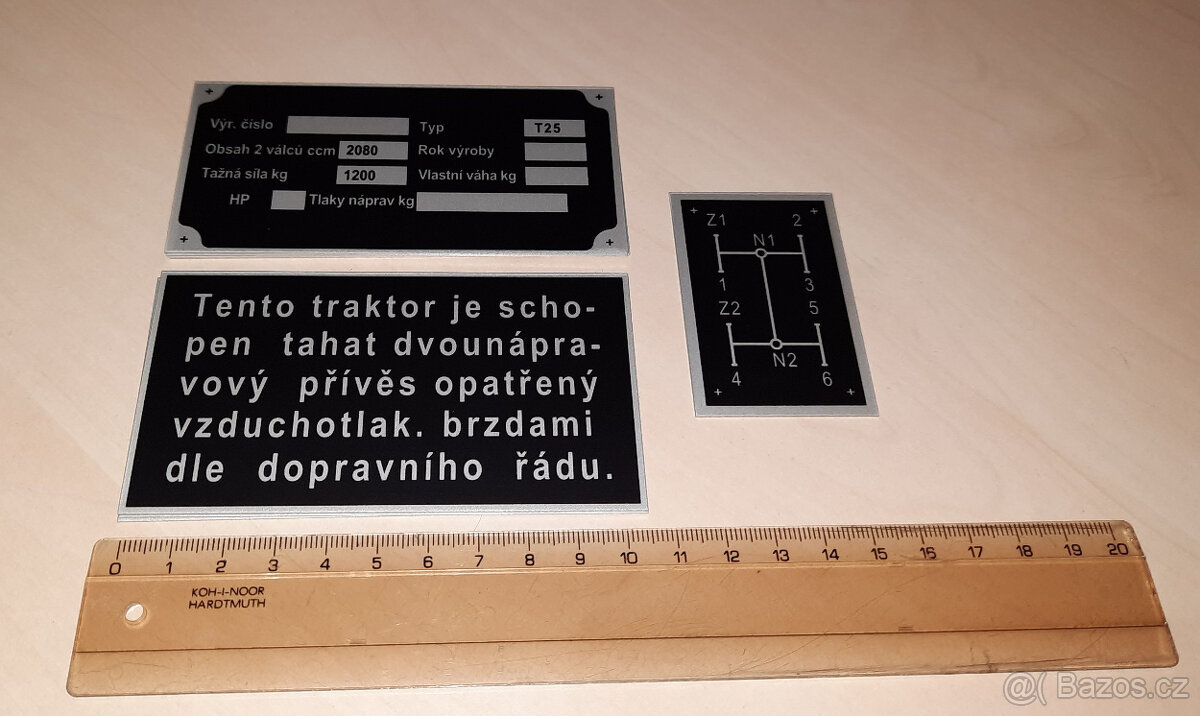 Výr. číslo Typ T25
Obsah 2 válců ccm 2080 Rok výroby
Tažná síla kg 1200 Vlastní váha kg
HP Tlaky náprav kg
Tento traktor je scho-
pen tahat dvounápra-
vový přívěs opatřený
vzduchotlak. brzdami
dle dopravního řádu.
Z1 2
N1
1 3
Z2 5
N2
4 6
0 1 2 3 4 5 6 7 8 9 10 11 12 13 14 15 16 17 18 19 20
KOH-I-NOOR
HARDTMUTH
@( Bazos.cz